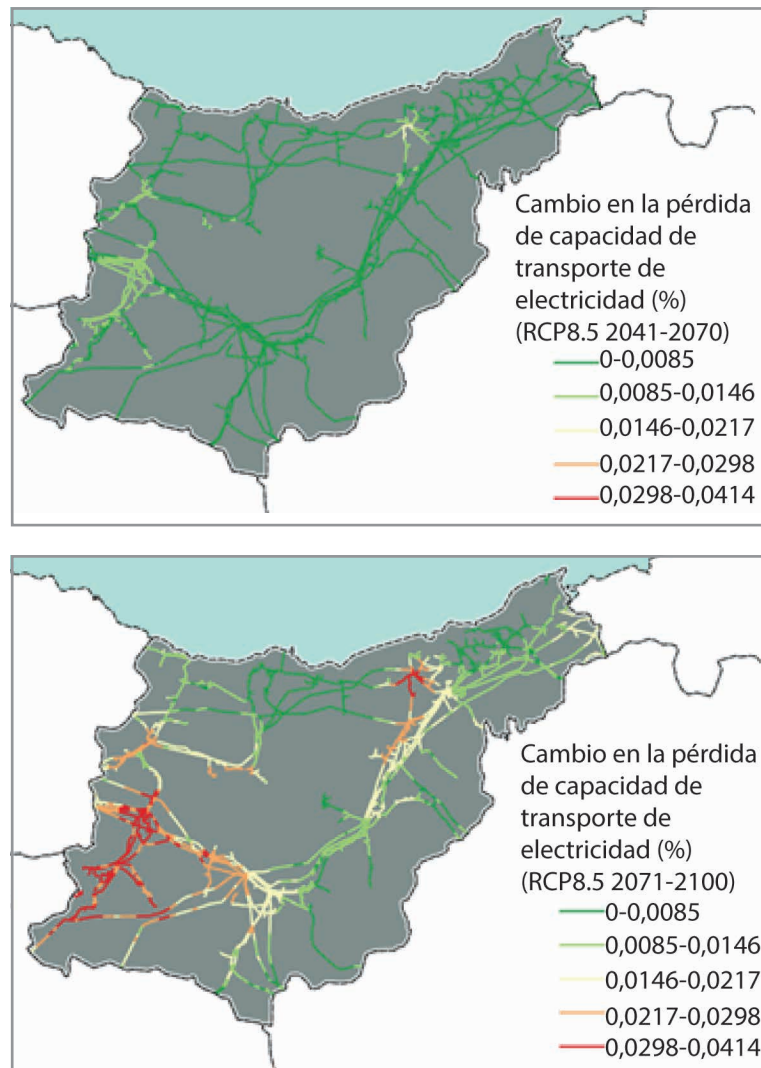 Cambio en la pérdida
de capacidad de
transporte de
electricidad (%)
(RCP8.5 2041-2070)
0-0,0085
0,0085-0,0146
0,0146-0,0217
0,0217-0,0298
0,0298-0,0414
Cambio en la pérdida
de capacidad de
transporte de
electricidad (%)
(RCP8.5 2071-2100)
0-0,0085
0,0085-0,0146
0,0146-0,0217
0,0217-0,0298
0,0298-0,0414